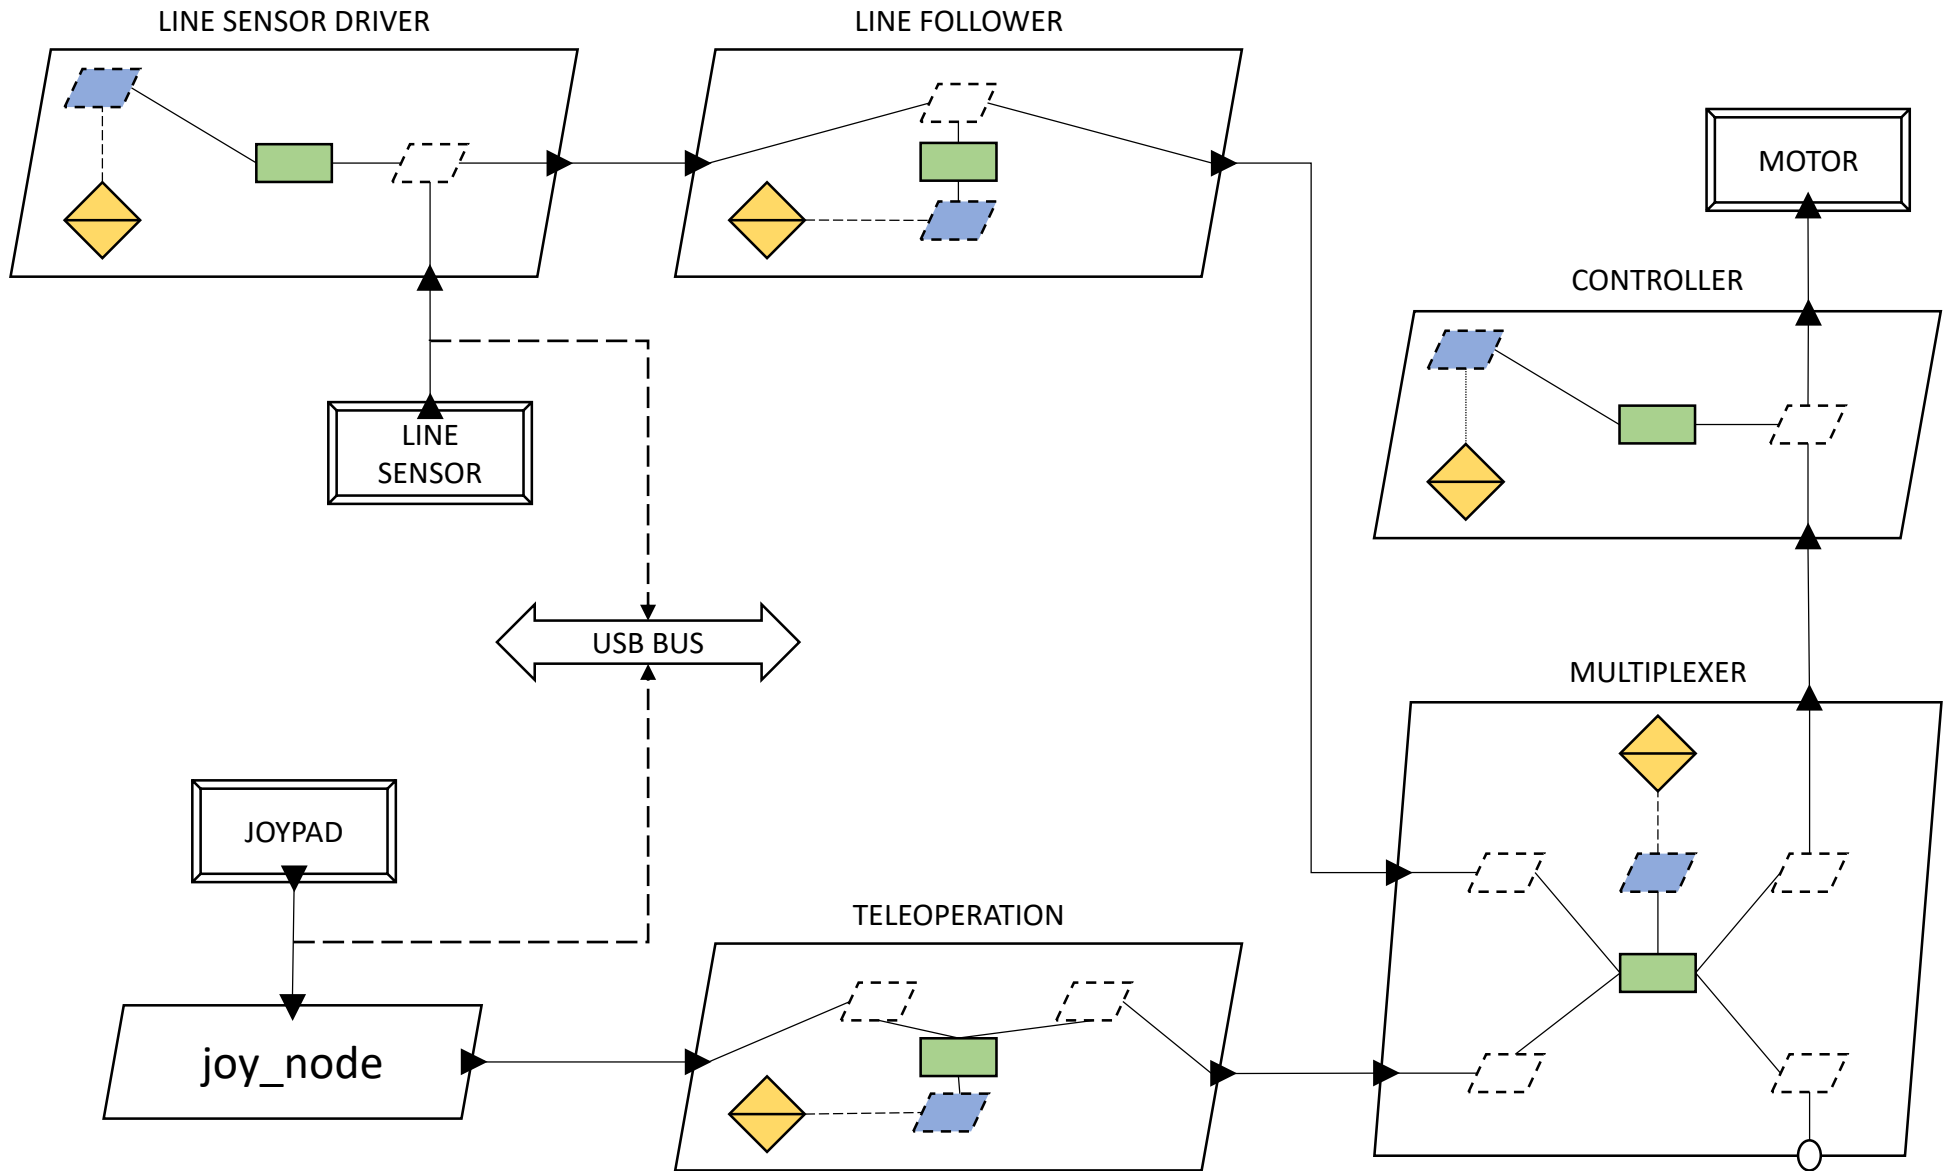 LINE SENSOR DRIVER
LINE FOLLOWER
MOTOR
CONTROLLER
LINE
SENSOR
USB BUS
MULTIPLEXER
JOYPAD
TELEOPERATION
joy_node